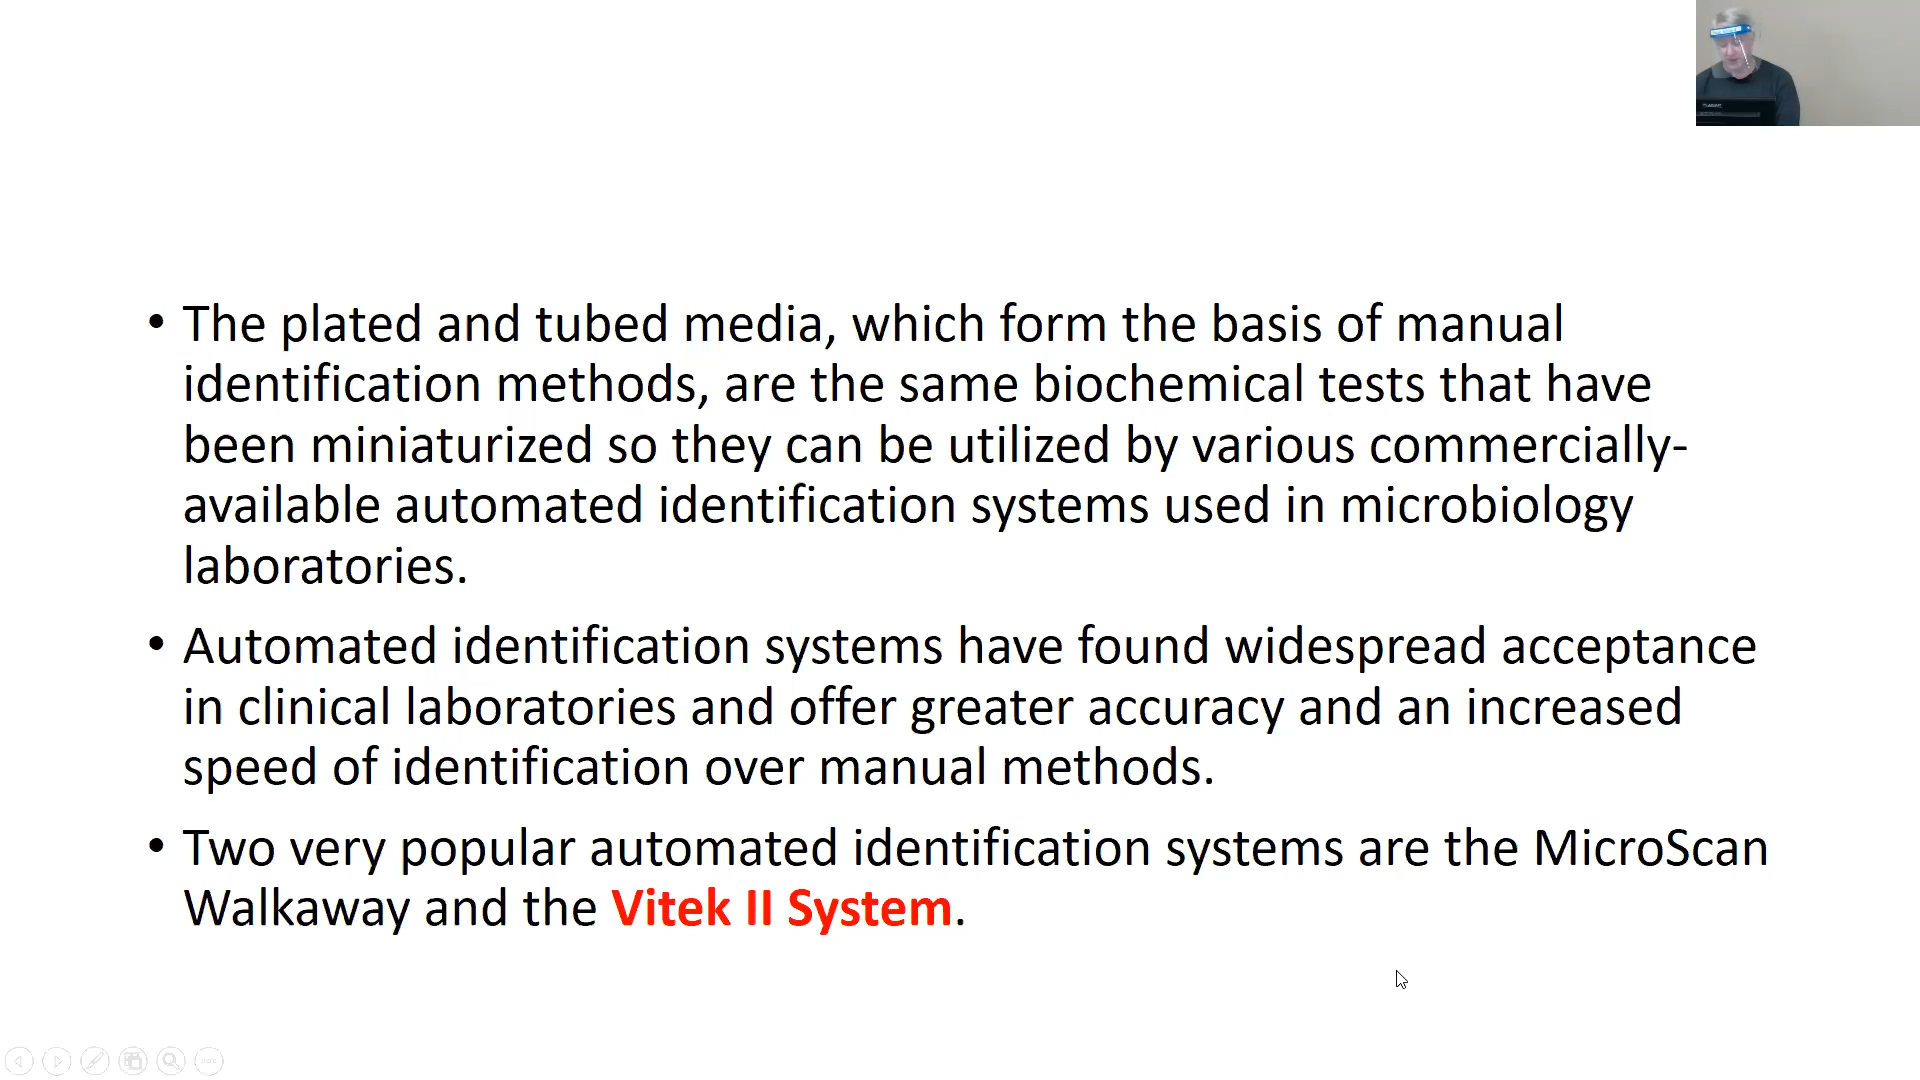 • The plated and tubed media, which form the basis of manual
identification methods, are the same biochemical tests that have
been miniaturized so they can be utilized by various commercially-
available automated identification systems used in microbiology
laboratories.
• Automated identification systems have found widespread acceptance
in clinical laboratories and offer greater accuracy and an increased
speed of identification over manual methods.
• Two very popular automated identification systems are the MicroScan
Walkaway and the Vitek II System.